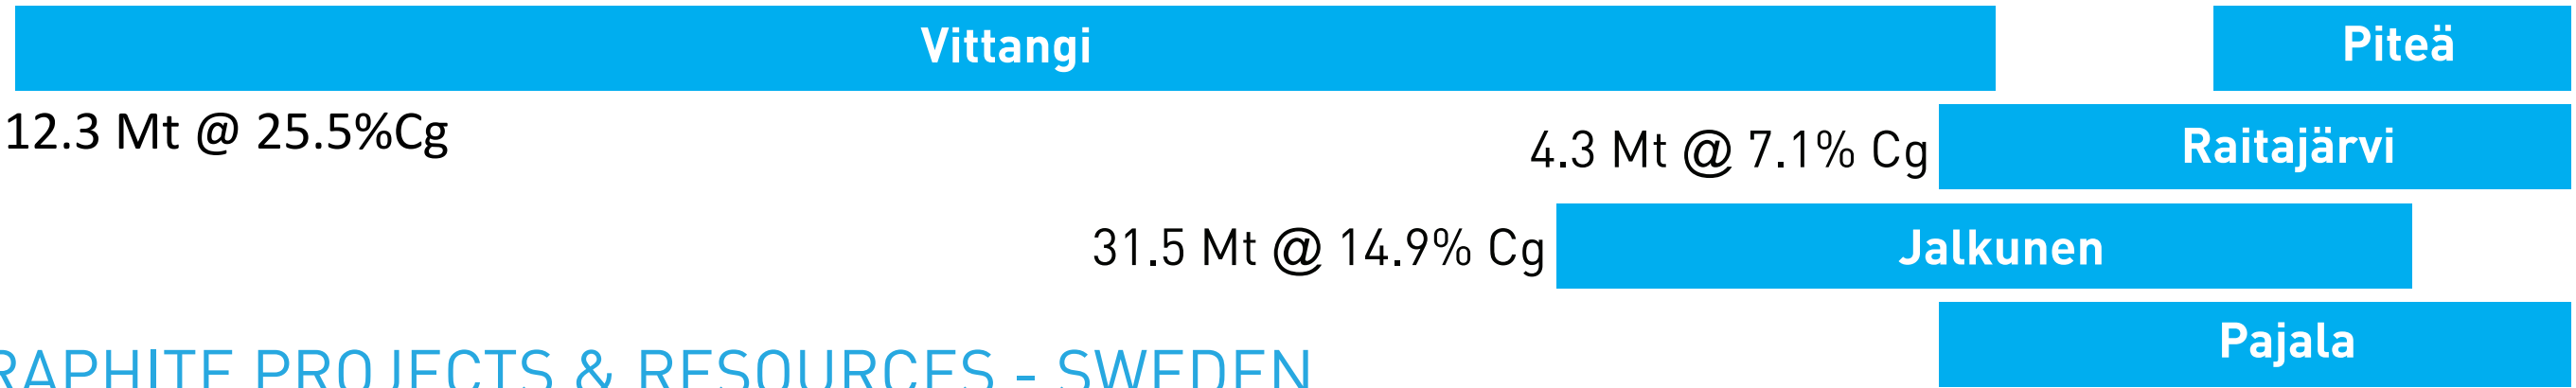 Vittangi Piteä
12.3 Mt @ 25.5%Cg
4.3 Mt @ 7.1% Cg Raitajärvi
31.5 Mt @ 14.9% Cg Jalkunen
Pajala
RAPHITE PROJECTS & RESOURCES - SWEDEN